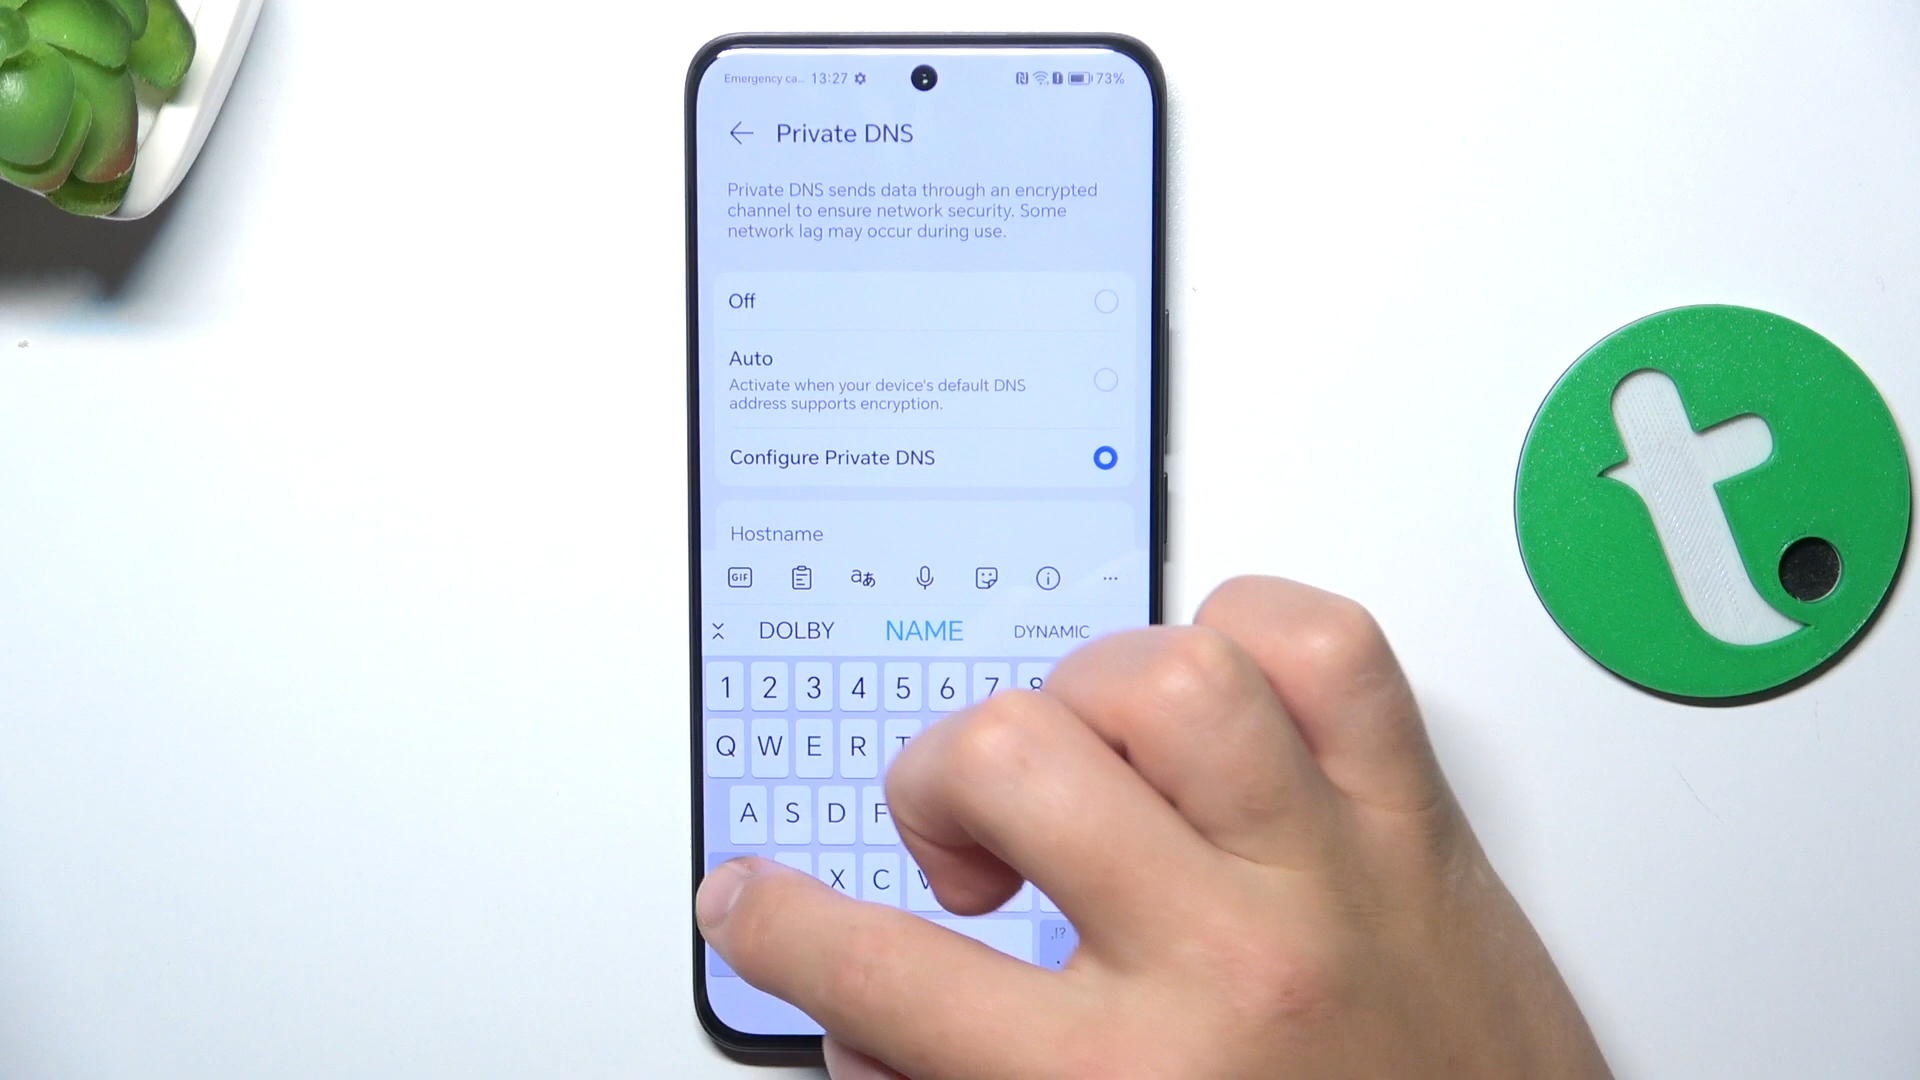 Emergency ca... 13:27 73%
Private DNS
Private DNS sends data through an encrypted
channel to ensure network security. Some
network lag may occur during use.
Off
Auto
Activate when your device's default DNS
address supports encryption.
Configure Private DNS
Hostname
GIF aあ
DOLBY NAME DYNAMIC
1 2 3 4 5 6 7 8
Q W E R T
A S D F
X C V
,!?
.
t